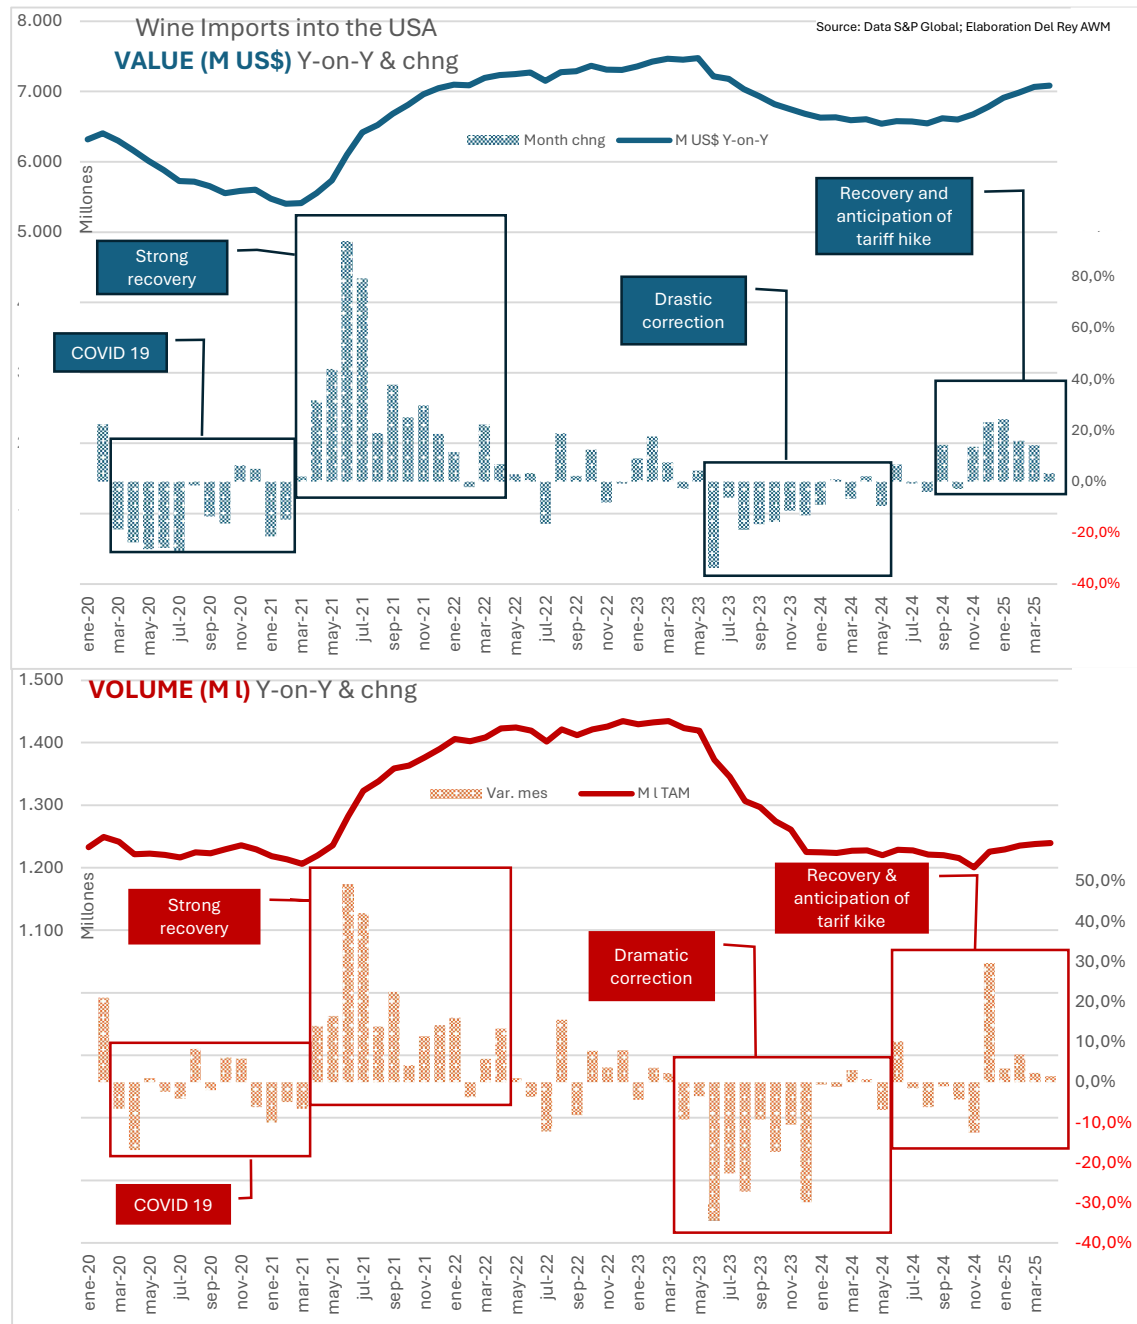 Wine Imports into the USA
VALUE (M US$) Y-on-Y & chng
Source: Data S&P Global; Elaboration Del Rey AWM
8.000
7.000
6.000
5.000
Millones
Month chng
M US$ Y-on-Y
Strong
recovery
COVID 19
Drastic
correction
Recovery and
anticipation of
tariff hike
80,0%
60,0%
40,0%
20,0%
0,0%
-20,0%
-40,0%
ene-20
mar-20
may-20
jul-20
sep-20
nov-20
ene-21
mar-21
may-21
jul-21
sep-21
nov-21
ene-22
mar-22
may-22
jul-22
sep-22
nov-22
ene-23
mar-23
may-23
jul-23
sep-23
nov-23
ene-24
mar-24
may-24
jul-24
sep-24
nov-24
ene-25
mar-25
VOLUME (M l) Y-on-Y & chng
1.500
1.400
1.300
1.200
1.100
Millones
Var. mes
M l TAM
Strong
recovery
COVID 19
Dramatic
correction
Recovery &
anticipation of
tarif kike
50,0%
40,0%
30,0%
20,0%
10,0%
0,0%
-10,0%
-20,0%
-30,0%
-40,0%
ene-20
mar-20
may-20
jul-20
sep-20
nov-20
ene-21
mar-21
may-21
jul-21
sep-21
nov-21
ene-22
mar-22
may-22
jul-22
sep-22
nov-22
ene-23
mar-23
may-23
jul-23
sep-23
nov-23
ene-24
mar-24
may-24
jul-24
sep-24
nov-24
ene-25
mar-25